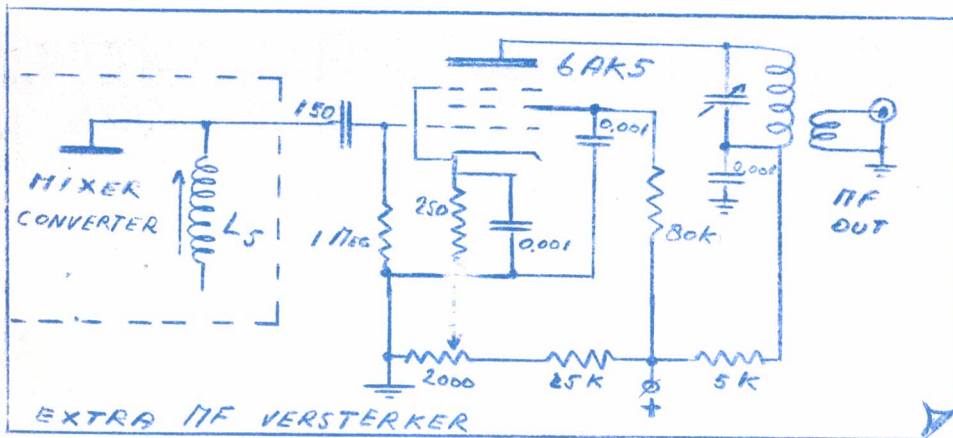 6AK5
150
0,001
0,001
MIXER
CONVERTER
L5
1 MEG
250
0,001
80K
MF
OUT
2000
25K
5K
+
EXTRA MF VERSTERKER